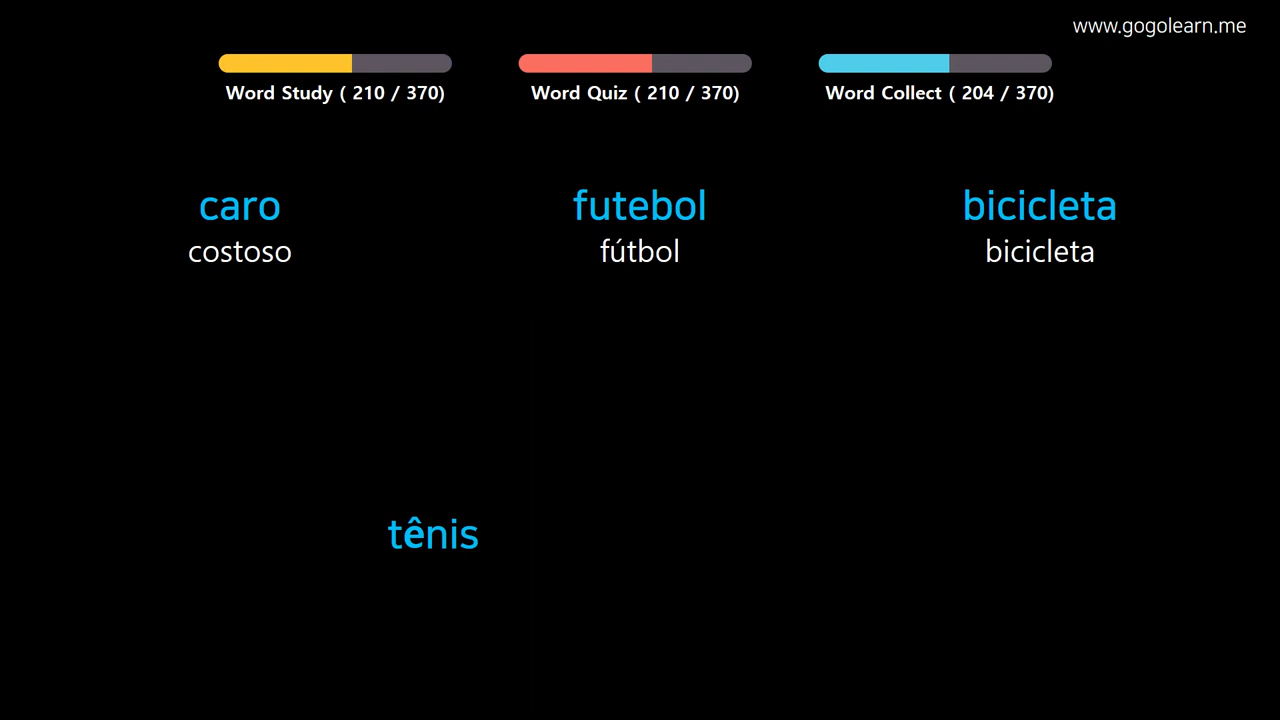 www.gogolearn.me
Word Study ( 210 / 370)
Word Quiz ( 210 / 370)
Word Collect ( 204 / 370)
caro
costoso
futebol
fútbol
bicicleta
bicicleta
tênis